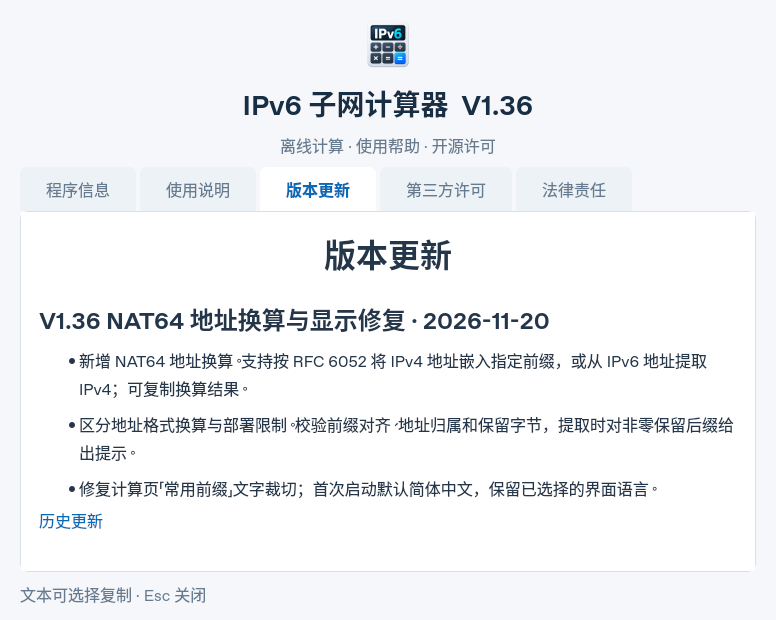 IPv6
IPv6 子网计算器 V1.36
离线计算 · 使用帮助 · 开源许可
程序信息
使用说明
版本更新
第三方许可
法律责任
版本更新
V1.36 NAT64 地址换算与显示修复 · 2026-11-20
• 新增 NAT64 地址换算。支持按 RFC 6052 将 IPv4 地址嵌入指定前缀，或从 IPv6 地址提取
IPv4；可复制换算结果。
• 区分地址格式换算与部署限制。校验前缀对齐、地址归属和保留字节，提取时对非零保留后缀给
出提示。
• 修复计算页「常用前缀」文字裁切；首次启动默认简体中文，保留已选择的界面语言。
历史更新
文本可选择复制 · Esc 关闭